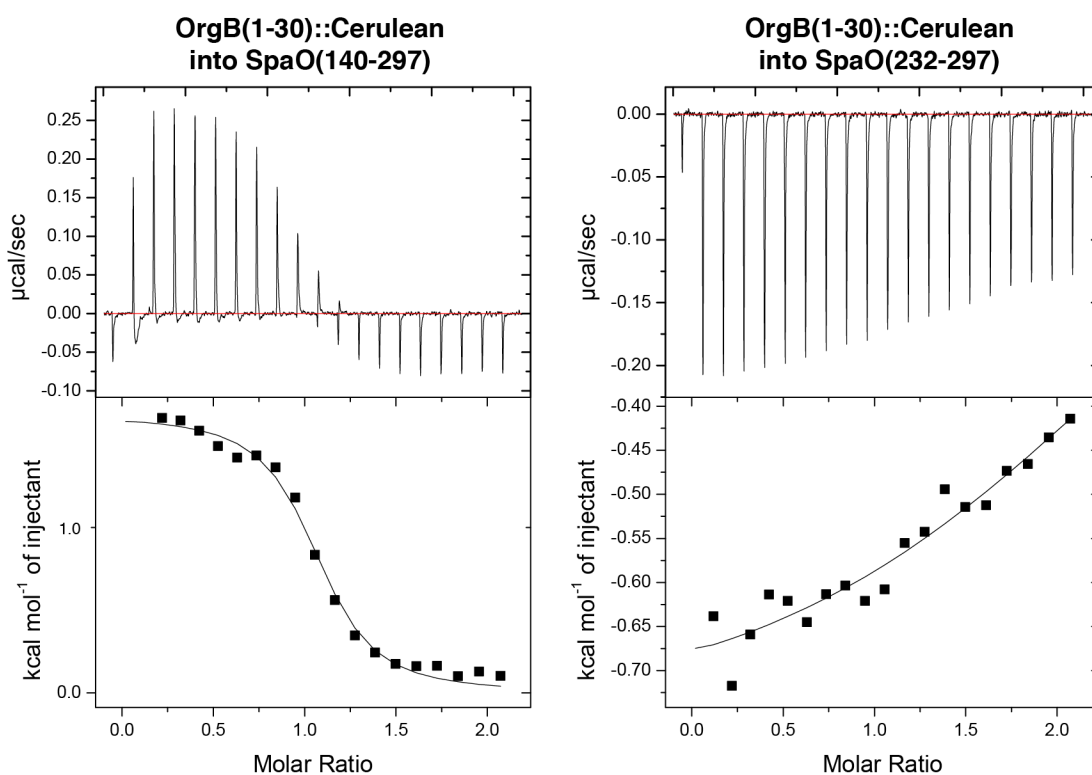 OrgB(1-30)::Cerulean
into SpaO(140-297)
0.25
0.20
0.15
0.10
0.05
0.00
-0.05
-0.10
µcal/sec
1.0
0.0
kcal mol⁻¹ of injectant
0.0 0.5 1.0 1.5 2.0
Molar Ratio
OrgB(1-30)::Cerulean
into SpaO(232-297)
0.00
-0.05
-0.10
-0.15
-0.20
µcal/sec
-0.40
-0.45
-0.50
-0.55
-0.60
-0.65
-0.70
kcal mol⁻¹ of injectant
0.0 0.5 1.0 1.5 2.0
Molar Ratio